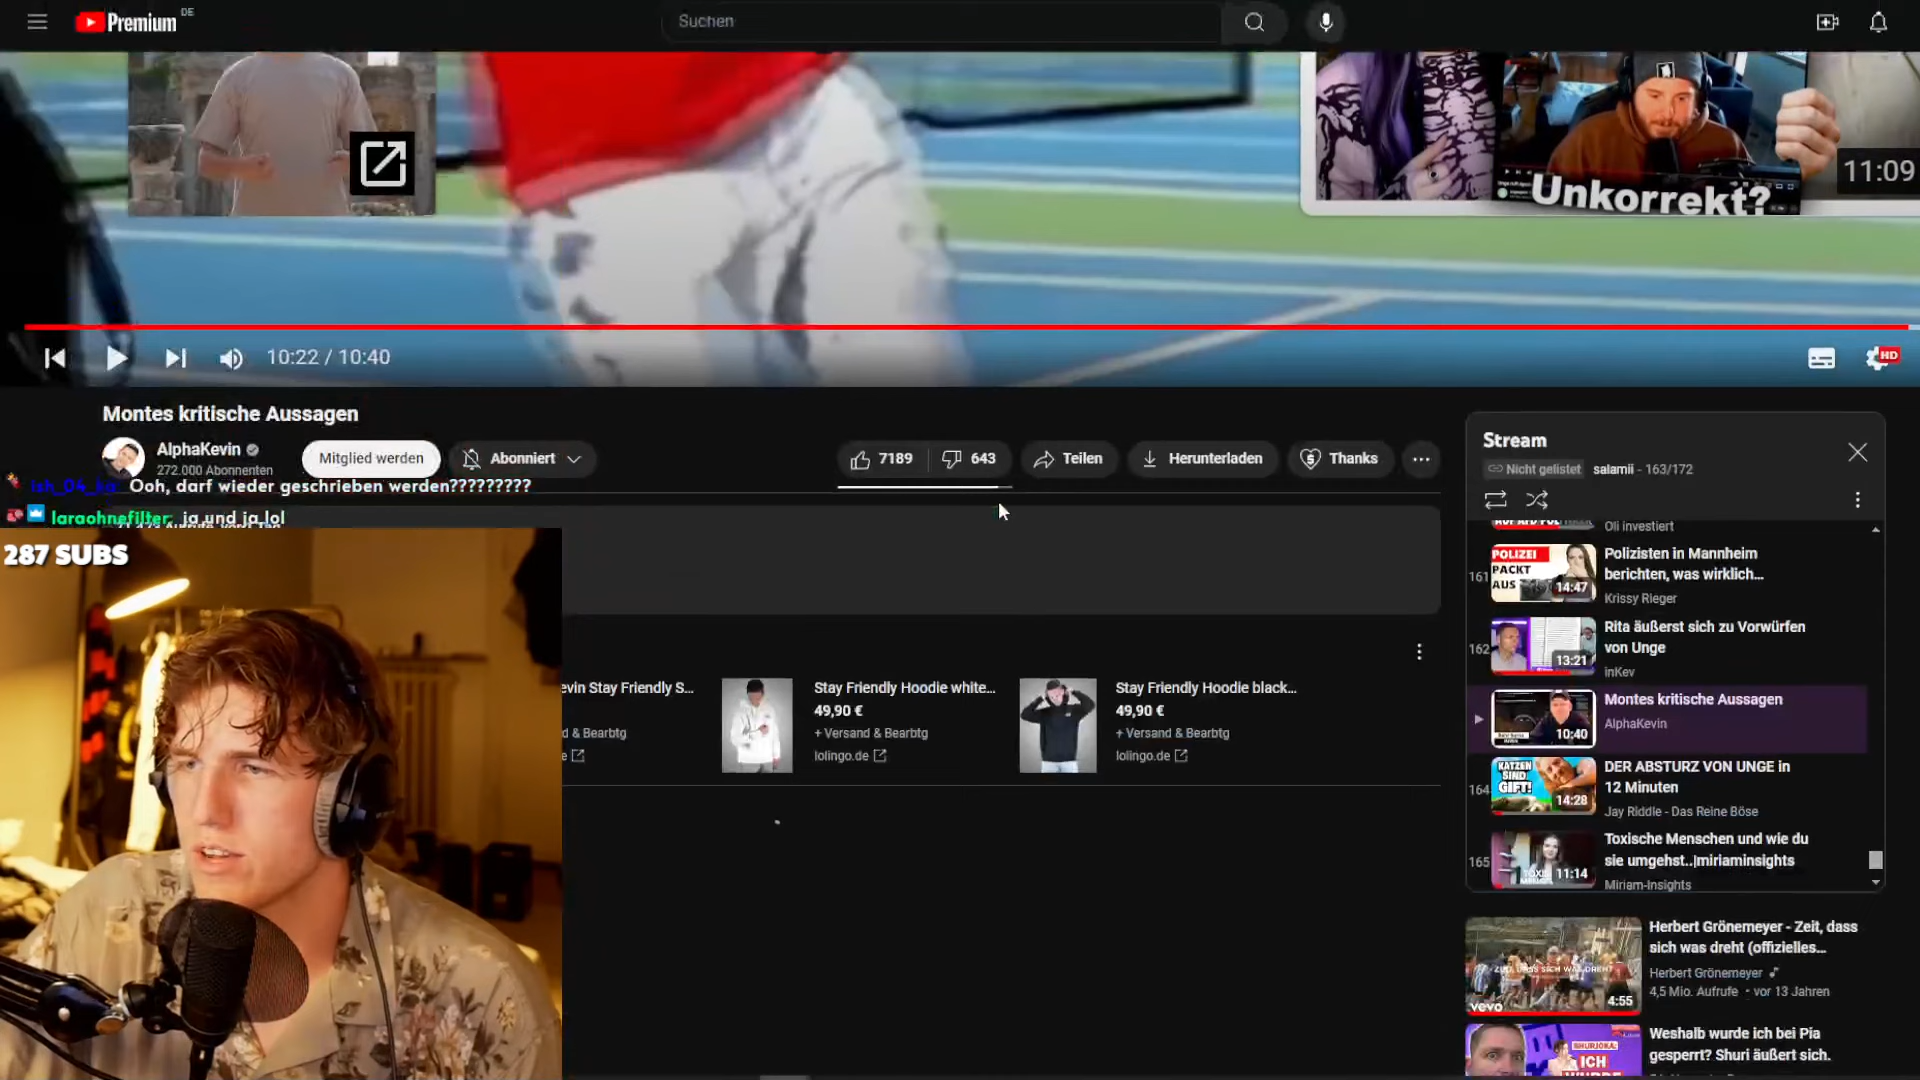 Premium
DE
Suchen
11:09
Unkorrekt?
10:22 / 10:40
HD
Montes kritische Aussagen
AlphaKevin
272.000 Abonnenten
Mitglied werden
Abonniert
7189
643
Teilen
Herunterladen
Thanks
Ooh, darf wieder geschrieben werden?????????
laraohnefilter: ja und ja lol
287 SUBS
evin Stay Friendly S...
d & Bearbtg
e
Stay Friendly Hoodie white...
49,90 €
+ Versand & Bearbtg
lolingo.de
Stay Friendly Hoodie black...
49,90 €
+ Versand & Bearbtg
lolingo.de
Stream
Nicht gelistet
salamii - 163/172
Oli investiert
161
POLIZEI
PACKT
AUS
14:47
Polizisten in Mannheim
berichten, was wirklich...
Krissy Rieger
162
13:21
Rita äußerst sich zu Vorwürfen
von Unge
inKev
10:40
Montes kritische Aussagen
AlphaKevin
164
KATZEN
SIND
GIFT!
14:28
DER ABSTURZ VON UNGE in
12 Minuten
Jay Riddle - Das Reine Böse
165
11:14
Toxische Menschen und wie du
sie umgehst..|miriaminsights
Miriam-Insights
vevo
4:55
Herbert Grönemeyer - Zeit, dass
sich was dreht (offizielles...
Herbert Grönemeyer
4,5 Mio. Aufrufe • vor 13 Jahren
SHURJOKA:
ICH
WURDE
Weshalb wurde ich bei Pia
gesperrt? Shuri äußert sich.